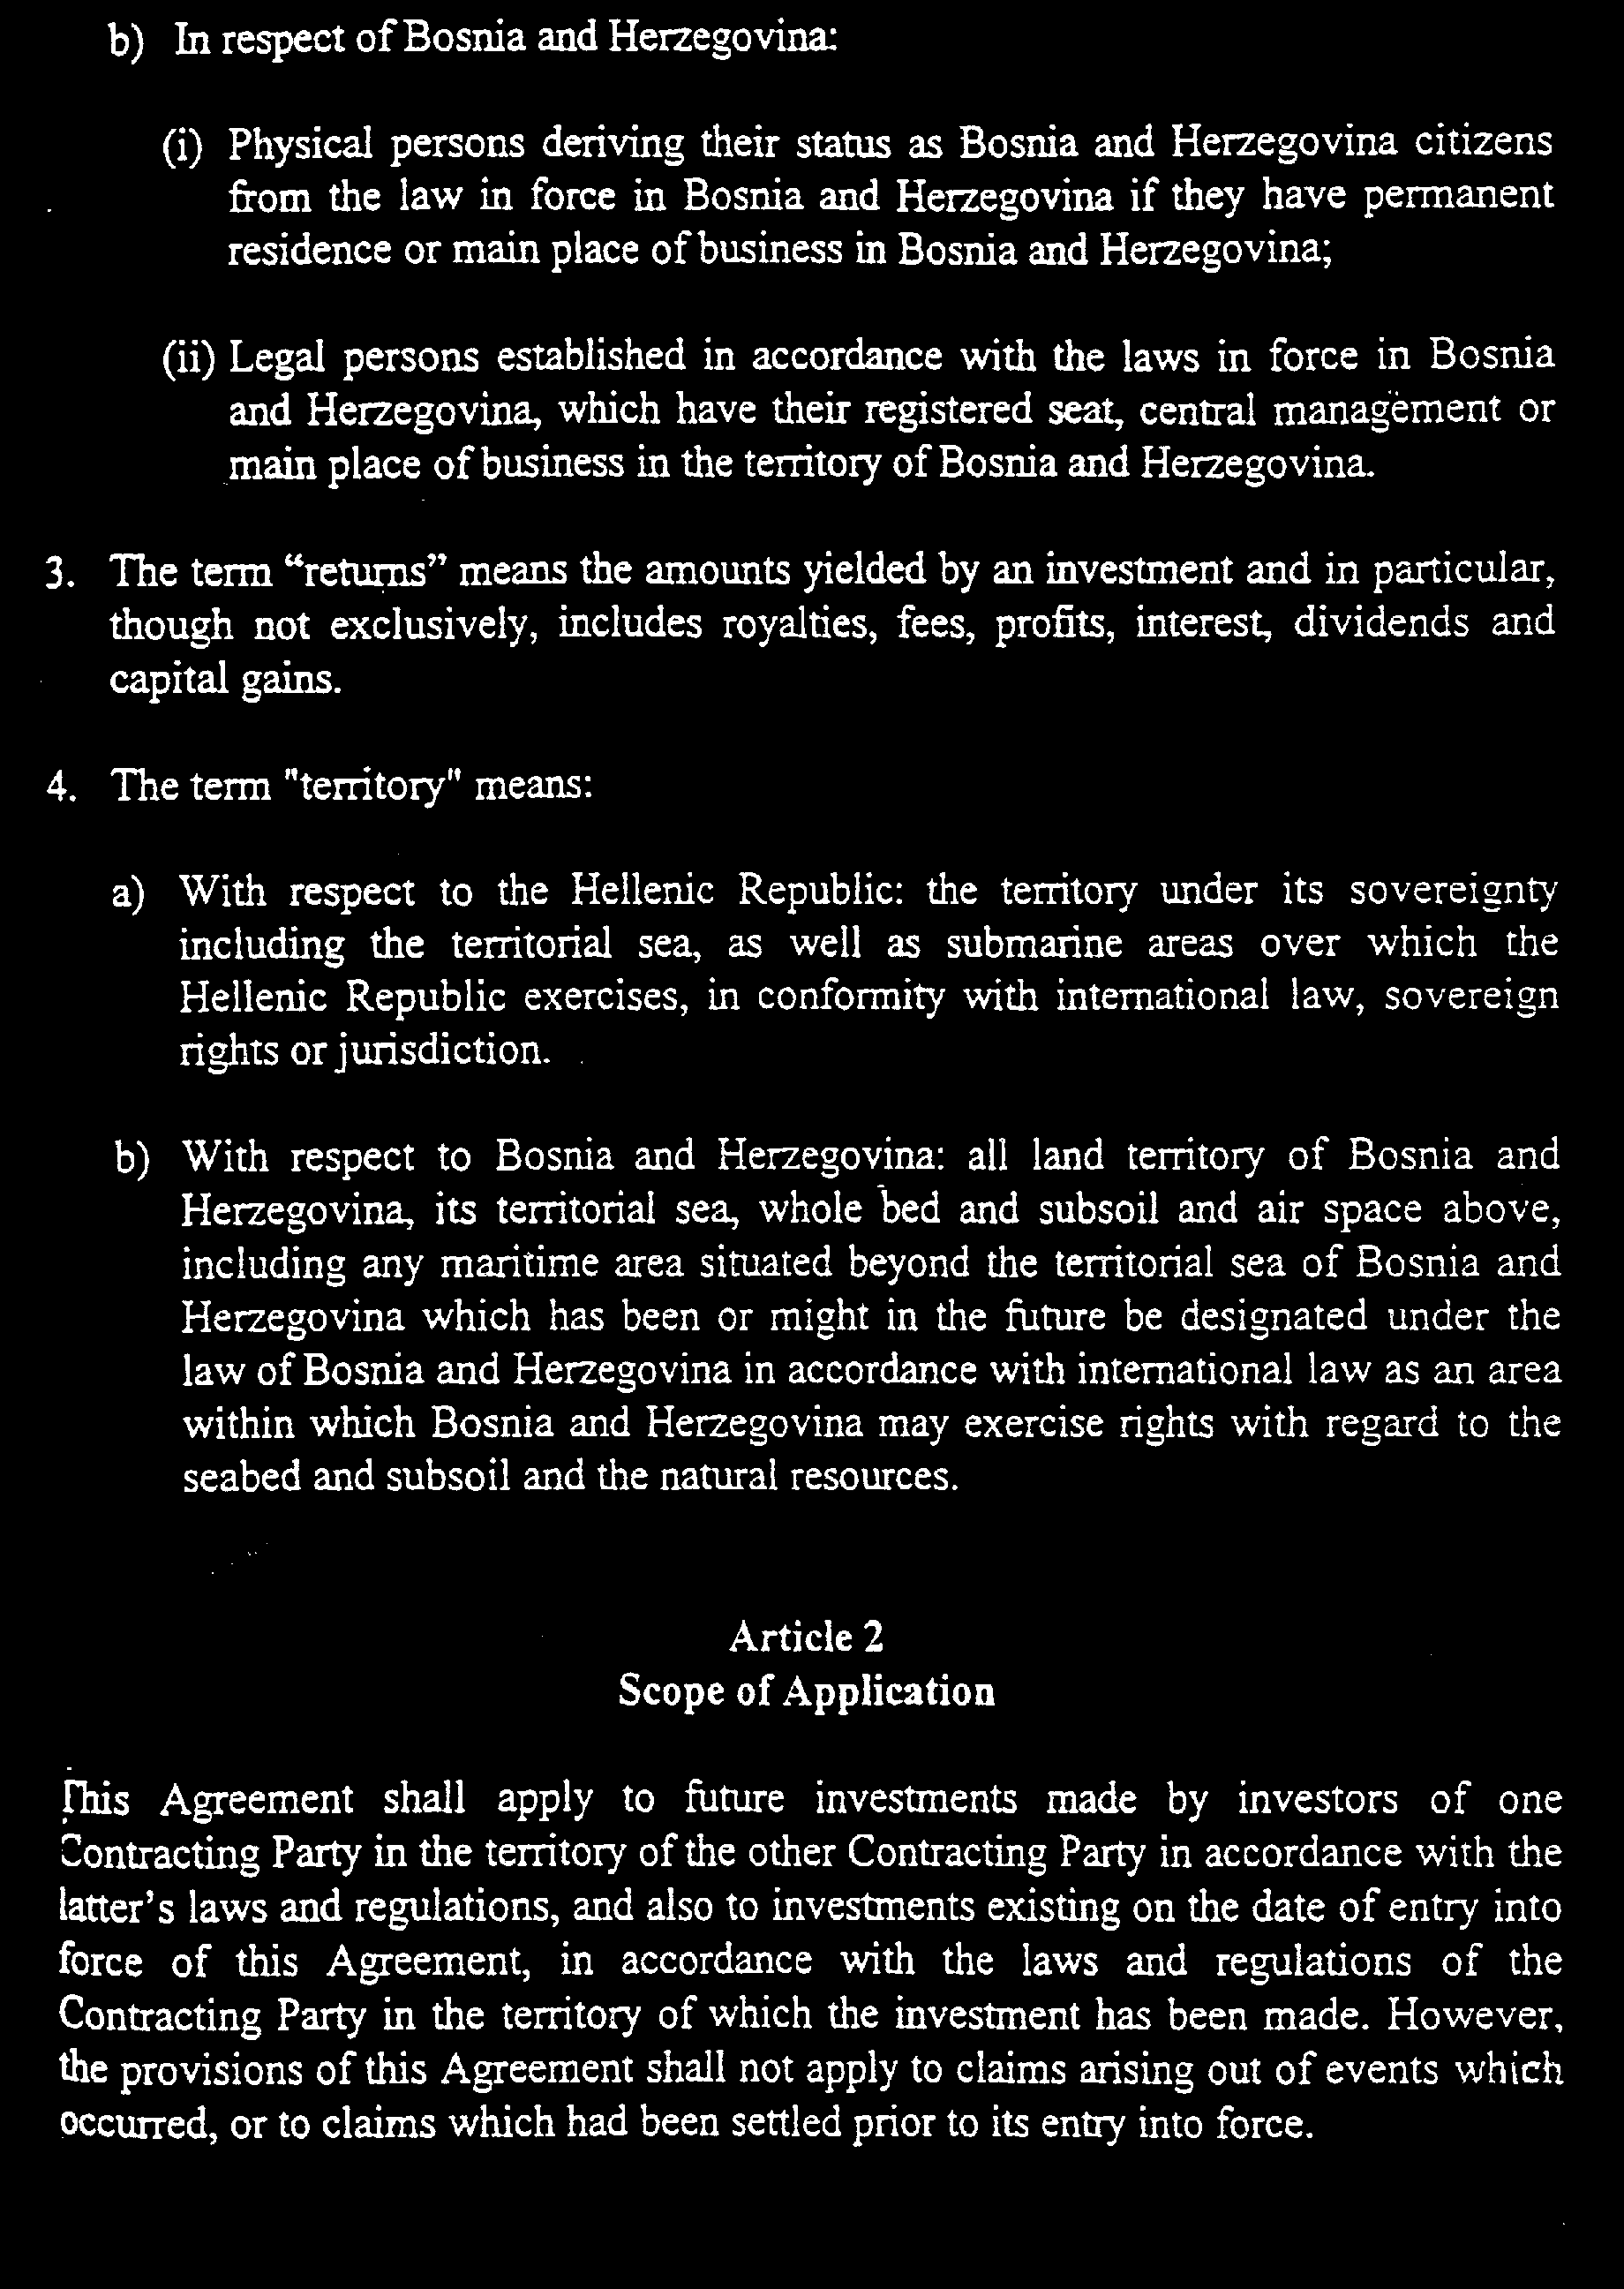 b) In respect of Bosnia and Herzegovina:
(i) Physical persons deriving their status as Bosnia and Herzegovina citizens
from the law in force in Bosnia and Herzegovina if they have permanent
residence or main place of business in Bosnia and Herzegovina;
(ii) Legal persons established in accordance with the laws in force in Bosnia
and Herzegovina, which have their registered seat, central management or
main place of business in the territory of Bosnia and Herzegovina.
3. The term “returns” means the amounts yielded by an investment and in particular,
though not exclusively, includes royalties, fees, profits, interest, dividends and
capital gains.
4. The term "territory" means:
a) With respect to the Hellenic Republic: the territory under its sovereignty
including the territorial sea, as well as submarine areas over which the
Hellenic Republic exercises, in conformity with international law, sovereign
rights or jurisdiction.
b) With respect to Bosnia and Herzegovina: all land territory of Bosnia and
Herzegovina, its territorial sea, whole bed and subsoil and air space above,
including any maritime area situated beyond the territorial sea of Bosnia and
Herzegovina which has been or might in the future be designated under the
law of Bosnia and Herzegovina in accordance with international law as an area
within which Bosnia and Herzegovina may exercise rights with regard to the
seabed and subsoil and the natural resources.
Article 2
Scope of Application
This Agreement shall apply to future investments made by investors of one
Contracting Party in the territory of the other Contracting Party in accordance with the
latter’s laws and regulations, and also to investments existing on the date of entry into
force of this Agreement, in accordance with the laws and regulations of the
Contracting Party in the territory of which the investment has been made. However,
the provisions of this Agreement shall not apply to claims arising out of events which
occurred, or to claims which had been settled prior to its entry into force.